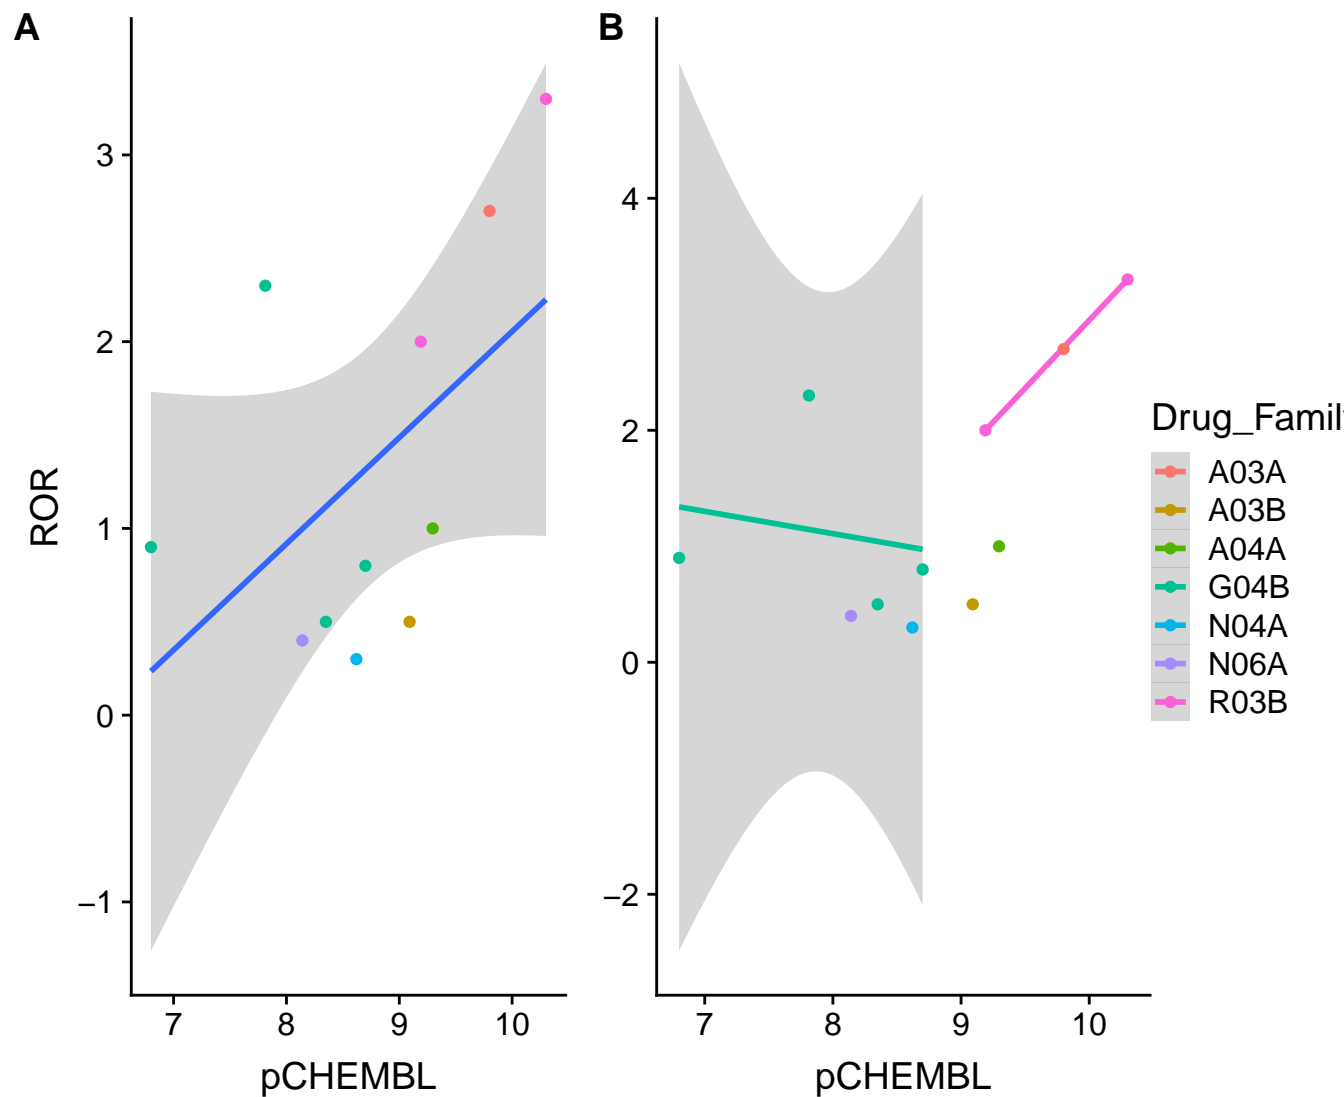 A
ROR
3
2
1
0
−1
7 8 9 10
pCHEMBL
B
4
2
0
−2
7 8 9 10
pCHEMBL
Drug_Famil
A03A
A03B
A04A
G04B
N04A
N06A
R03B